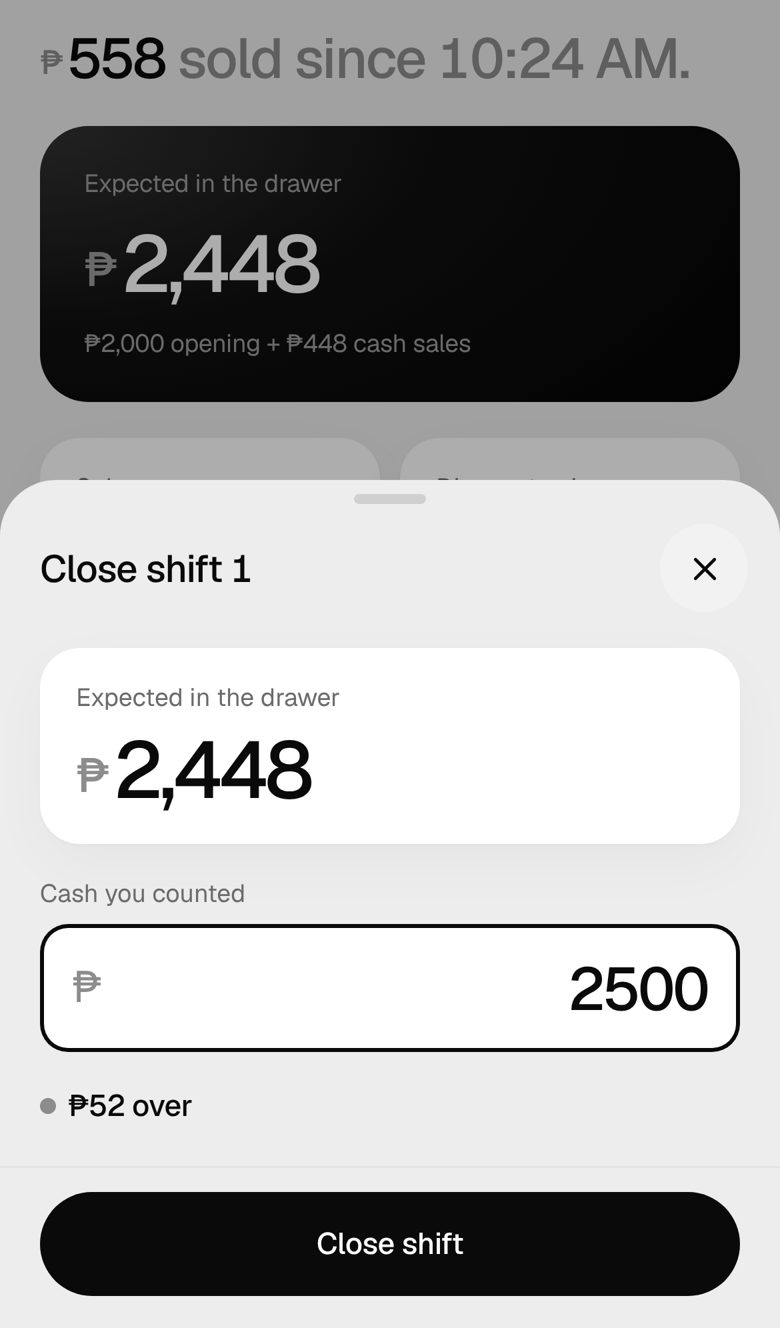 ₱558 sold since 10:24 AM.
Expected in the drawer
₱2,448
₱2,000 opening + ₱448 cash sales
Close shift 1
Expected in the drawer
₱2,448
Cash you counted
₱ 2500
₱52 over
Close shift